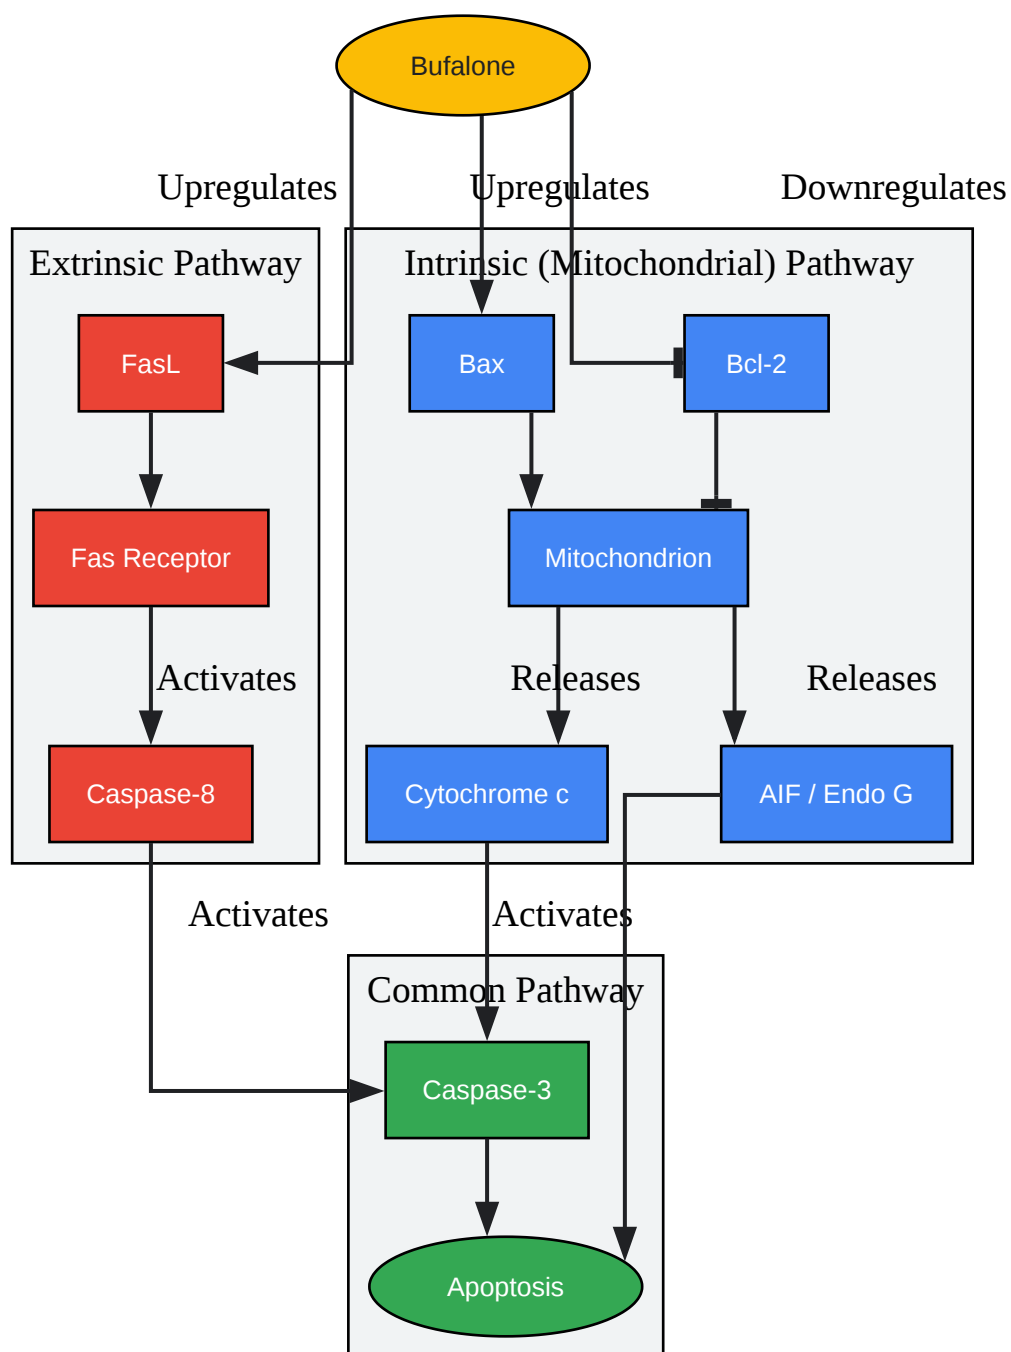 Bufalone
Upregulates
Upregulates
Downregulates
Extrinsic Pathway
Intrinsic (Mitochondrial) Pathway
FasL
Bax
Bcl-2
Fas Receptor
Mitochondrion
Activates
Releases
Releases
Caspase-8
Cytochrome c
AIF / Endo G
Activates
Activates
Common Pathway
Caspase-3
Apoptosis